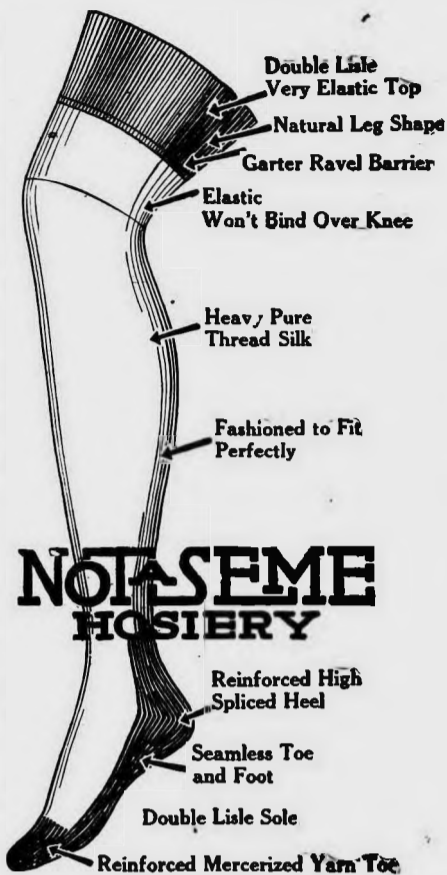 Double Lisle
Very Elastic Top
Natural Leg Shape
Garter Ravel Barrier
Elastic
Won't Bind Over Knee
Heavy Pure
Thread Silk
Fashioned to Fit
Perfectly
NOTASEME
HOSIERY
Reinforced High
Spliced Heel
Seamless Toe
and Foot
Double Lisle Sole
Reinforced Mercerized Yarn Toe